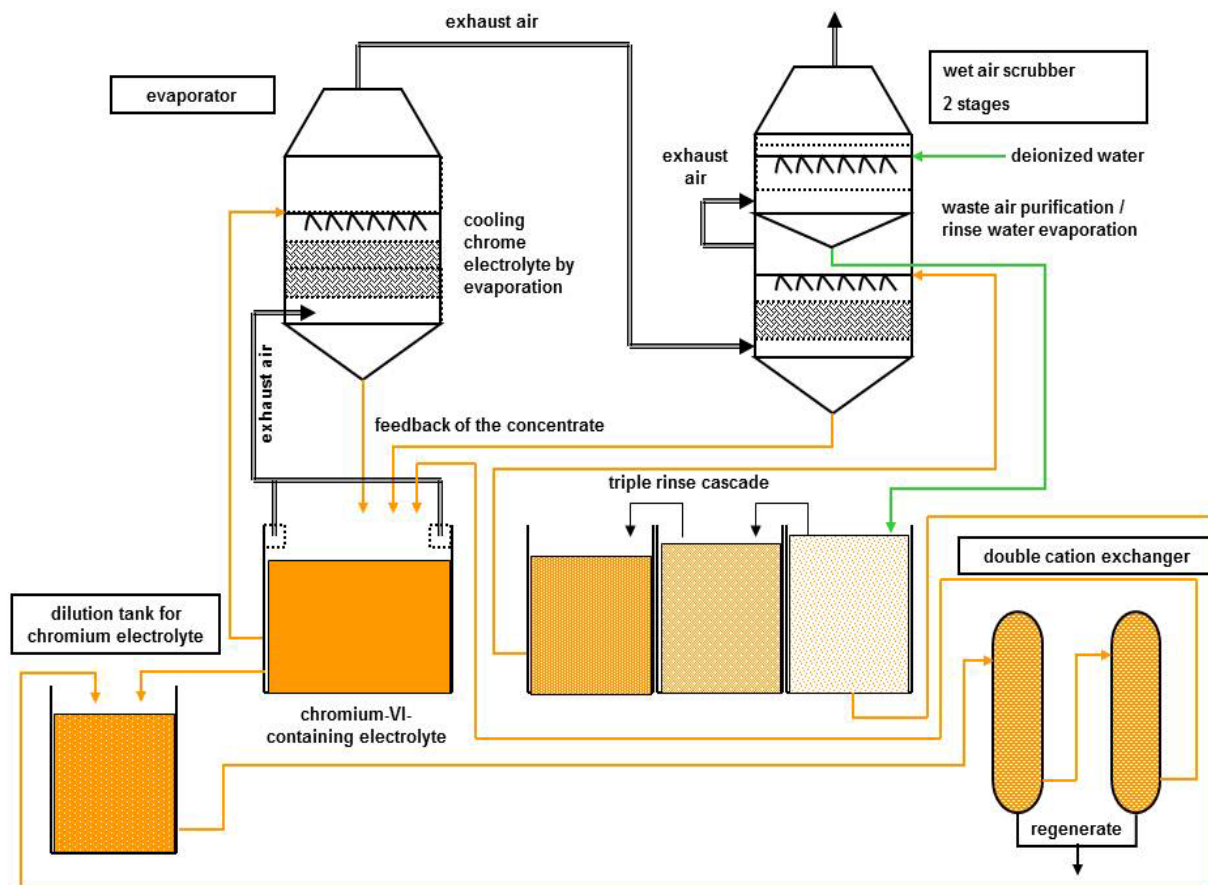 exhaust air
evaporator
wet air scrubber
2 stages
exhaust
air
deionized water
cooling
chrome
electrolyte by
evaporation
waste air purification /
rinse water evaporation
exhaust air
feedback of the concentrate
triple rinse cascade
double cation exchanger
dilution tank for
chromium electrolyte
chromium-VI-
containing electrolyte
regenerate